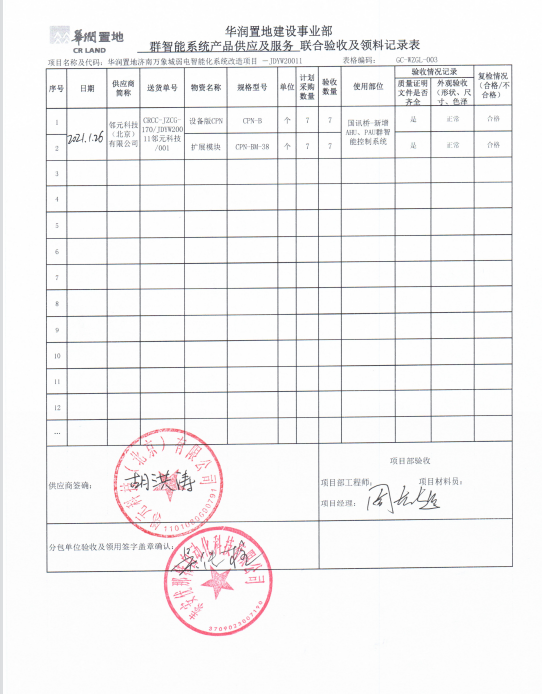 華潤置地
CR LAND
华润置地建设事业部
群智能系统产品供应及服务 联合验收及领料记录表
项目名称及代码：华润置地济南万象城弱电智能化系统改造项目 －JDYW20011
表格编码： GC-WZGL-003
序号 日期 供应商简称 送货单号 物资名称 规格型号 单位 计划采购数量 验收数量 使用部位 验收情况记录 复检情况（合格/不合格）
质量证明文件是否齐全 外观验收（形状、尺寸、色泽
1 2021.1.26 邻元科技（北京）有限公司 CRCC-JZCG-170/JDYW20011邻元科技/001 设备版CPN CPN-B 个 7 7 国讯桥-新增AHU、PAU群智能控制系统 是 正常 合格
2 扩展模块 CPN-BM-38 个 7 7 是 正常 合格
3
4
5
6
7
8
9
10
11
12
...
供应商签确：
胡洪涛
元科技（北京）有限公司
项目部验收
项目部工程师： 项目材料员：
项目经理：
分包单位验收及领用签字盖章确认：
3709023007190